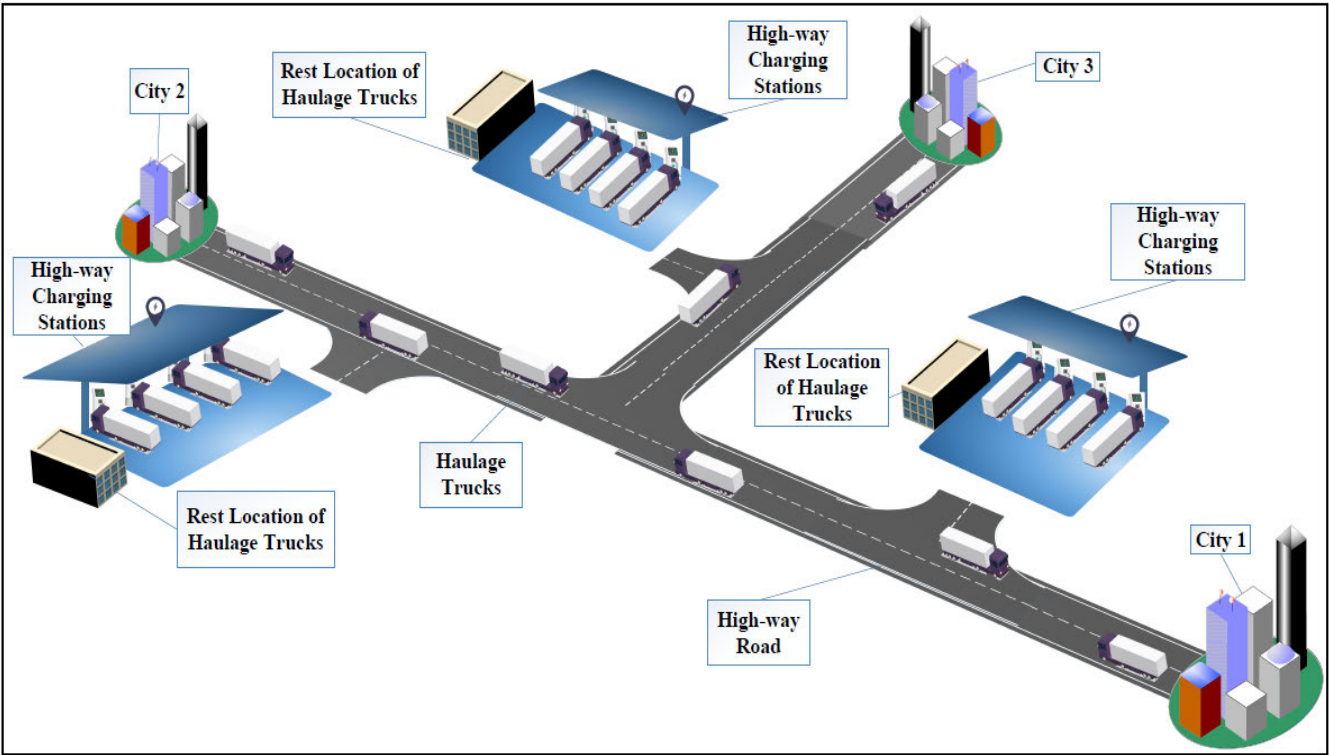 High-way
Charging
Stations
Rest Location of
Haulage Trucks
City 3
City 2
High-way
Charging
Stations
High-way
Charging
Stations
Rest Location
of Haulage
Trucks
Haulage
Trucks
Rest Location of
Haulage Trucks
City 1
High-way
Road